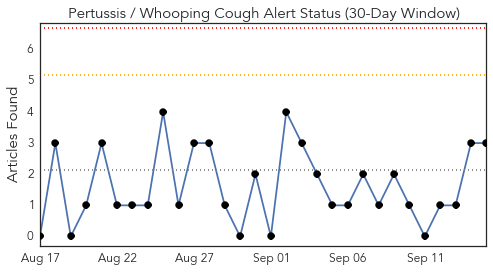 Pertussis / Whooping Cough Alert Status (30-Day Window)
Articles Found
6
5
4
3
2
1
0
Aug 17 Aug 22 Aug 27 Sep 01 Sep 06 Sep 11